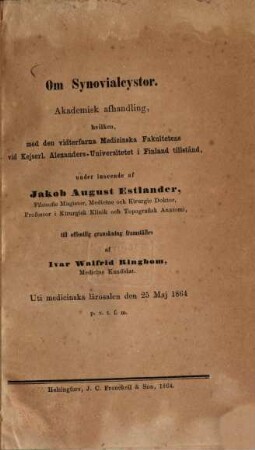 Om Synovialcystor.
Akademisk afhandling,
hvilken,
med den vidterfarna Medicinska Fakultetens
vid Kejserl. Alexanders-Universitetet i Finland tillstånd,
under inseende af
Jakob August Estlander,
Filosofie Magister, Medicine och Kirurgie Doktor,
Professor i Kirurgisk Klinik och Topografisk Anatomi,
till offentlig granskning framställes
af
Ivar Walfrid Ringbom,
Medicine Kandidat.
Uti medicinska lärosalen den 25 Maj 1864
p. v. t. f. m.
Helsingfors, J. C. Frenckell & Son, 1864.